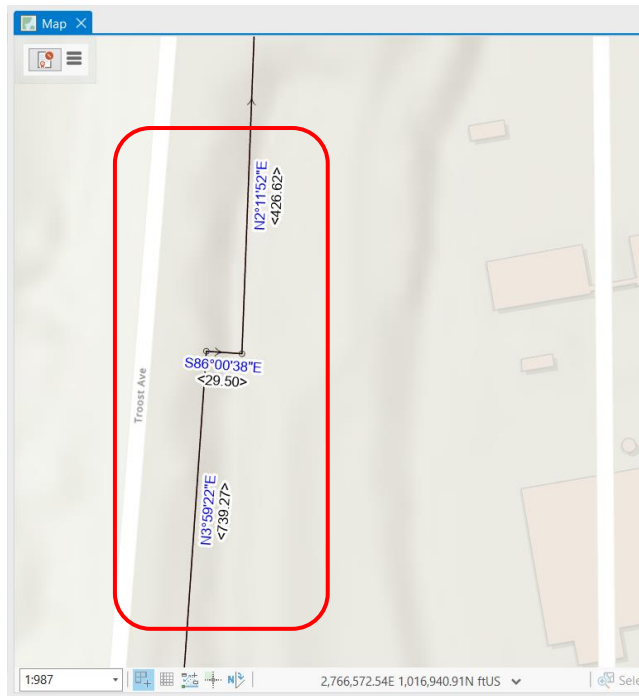 Map
N2°11'52"E
<426.62>
S86°00'38"E
<29.50>
Troost Ave
N3°59'22"E
<739.27>
1:987
2,766,572.54E 1,016,940.91N ftUS
Sele